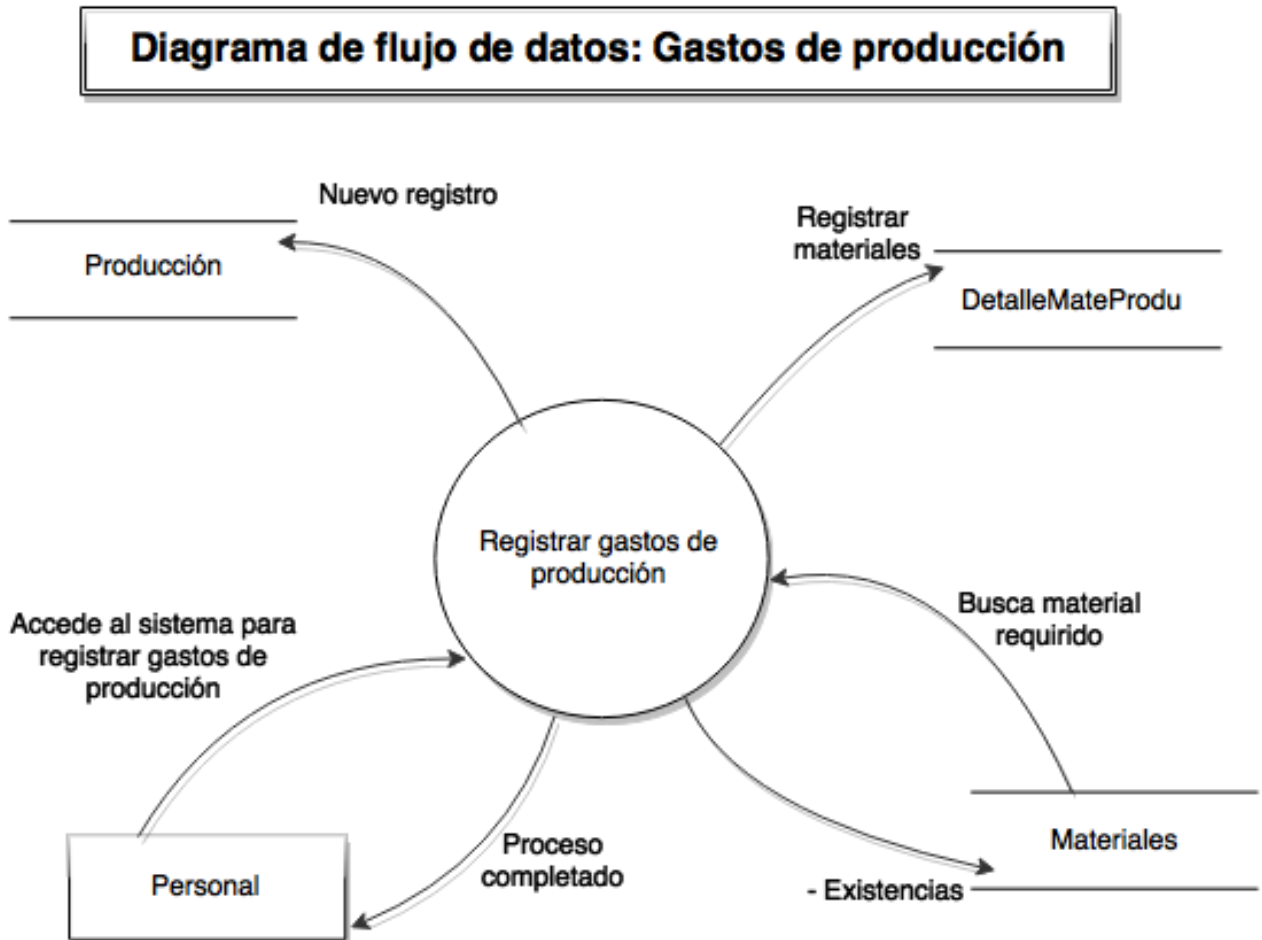 Diagrama de flujo de datos: Gastos de producción
Nuevo registro
Producción
Registrar
materiales
DetalleMateProdu
Registrar gastos de
producción
Accede al sistema para
registrar gastos de
producción
Busca material
requirido
Personal
Proceso
completado
Materiales
- Existencias